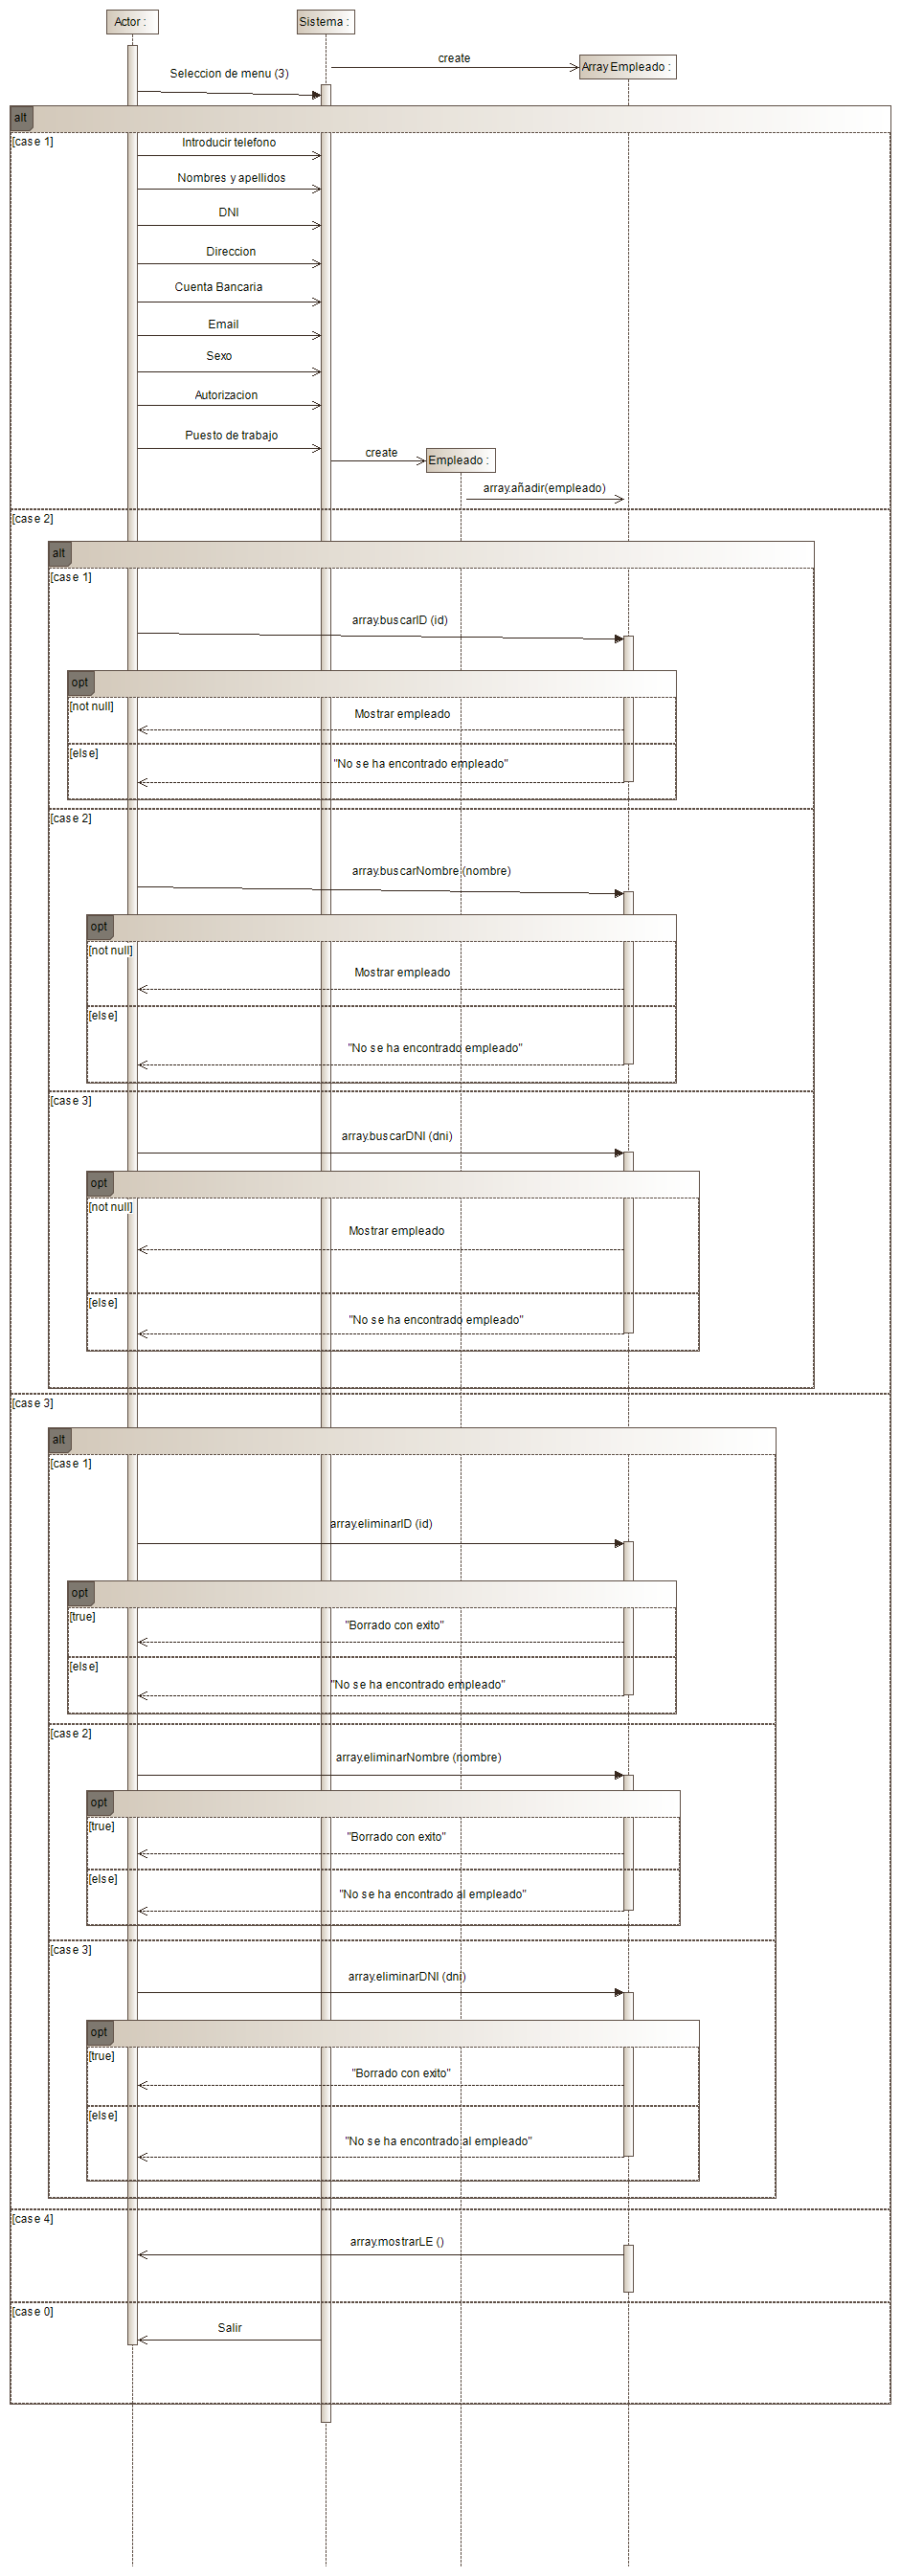 Actor :
Sistema :
create
Array Empleado :
Seleccion de menu (3)
alt
[case 1]
Introducir telefono
Nombres y apellidos
DNI
Direccion
Cuenta Bancaria
Email
Sexo
Autorizacion
Puesto de trabajo
create
Empleado :
array.añadir(empleado)
[case 2]
alt
[case 1]
array.buscarID (id)
opt
[not null]
Mostrar empleado
[else]
"No se ha encontrado empleado"
[case 2]
array.buscarNombre (nombre)
opt
[not null]
Mostrar empleado
[else]
"No se ha encontrado empleado"
[case 3]
array.buscarDNI (dni)
opt
[not null]
Mostrar empleado
[else]
"No se ha encontrado empleado"
[case 3]
alt
[case 1]
array.eliminarID (id)
opt
[true]
"Borrado con exito"
[else]
"No se ha encontrado empleado"
[case 2]
array.eliminarNombre (nombre)
opt
[true]
"Borrado con exito"
[else]
"No se ha encontrado al empleado"
[case 3]
array.eliminarDNI (dni)
opt
[true]
"Borrado con exito"
[else]
"No se ha encontrado al empleado"
[case 4]
array.mostrarLE ()
[case 0]
Salir